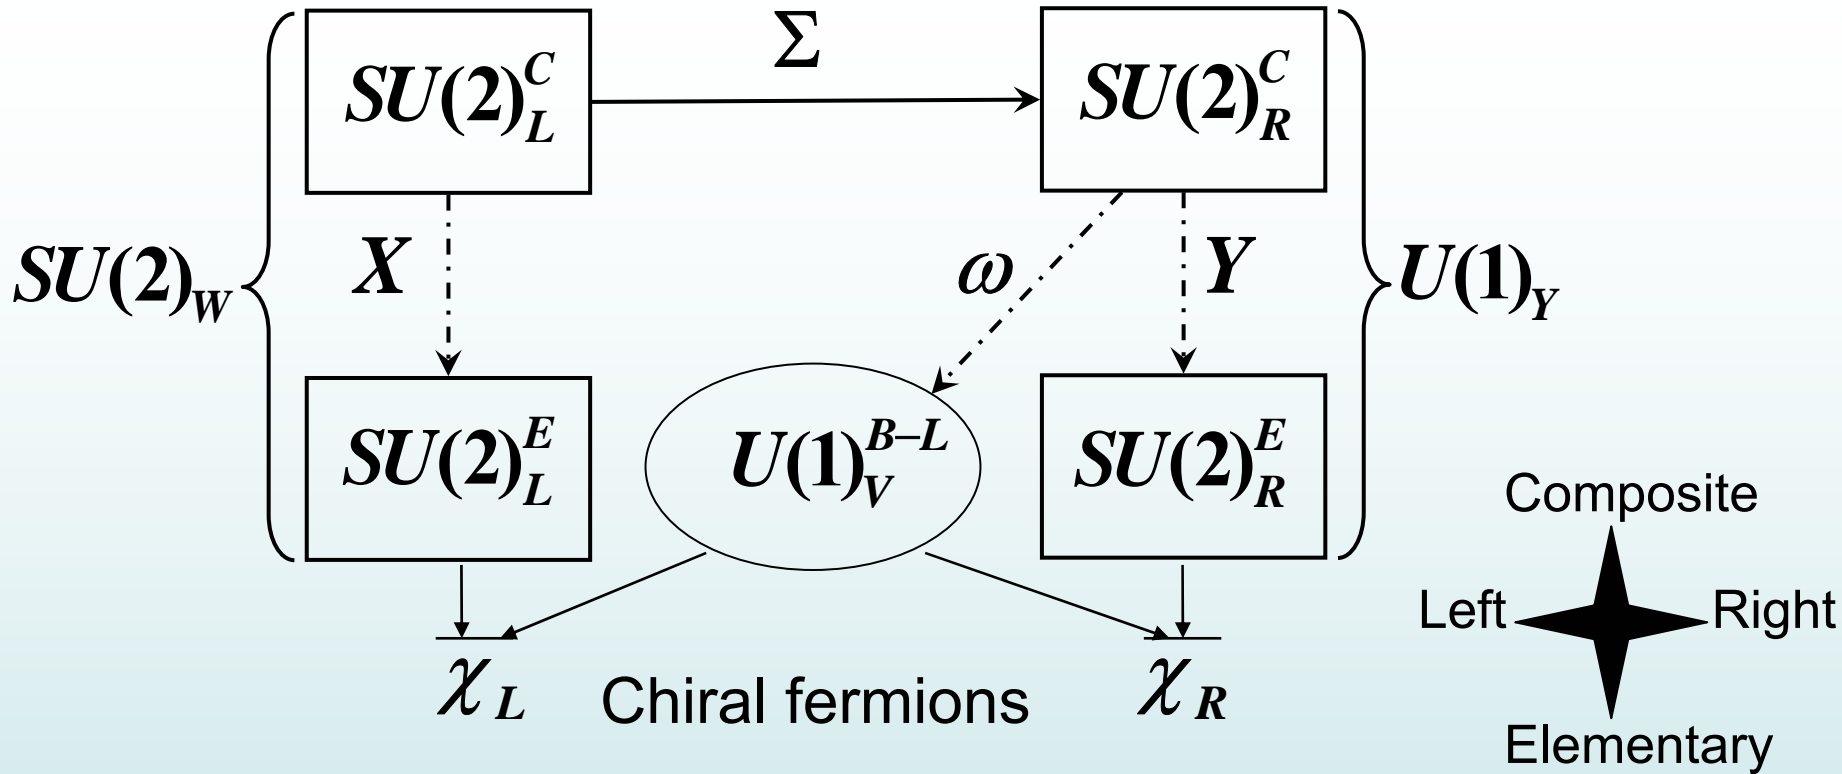 Σ
SU(2)_L^C
SU(2)_R^C
SU(2)_W
X
ω
Y
U(1)_Y
SU(2)_L^E
U(1)_V^{B–L}
SU(2)_R^E
Composite
Left
Right
χ_L
Chiral fermions
χ_R
Elementary